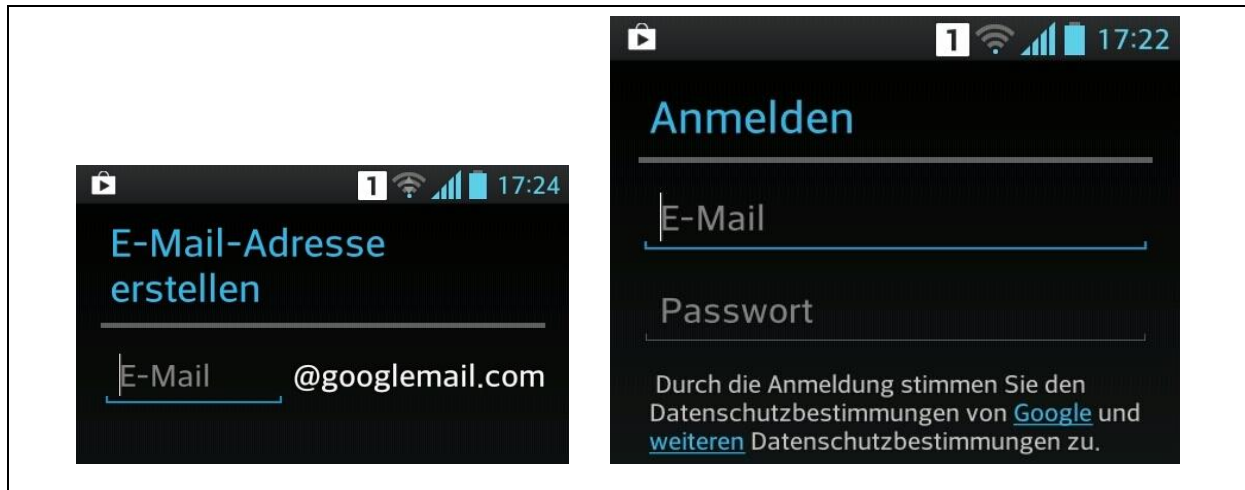 1 17:24
E-Mail-Adresse
erstellen
E-Mail @googlemail.com
1 17:22
Anmelden
E-Mail
Passwort
Durch die Anmeldung stimmen Sie den
Datenschutzbestimmungen von Google und
weiteren Datenschutzbestimmungen zu.